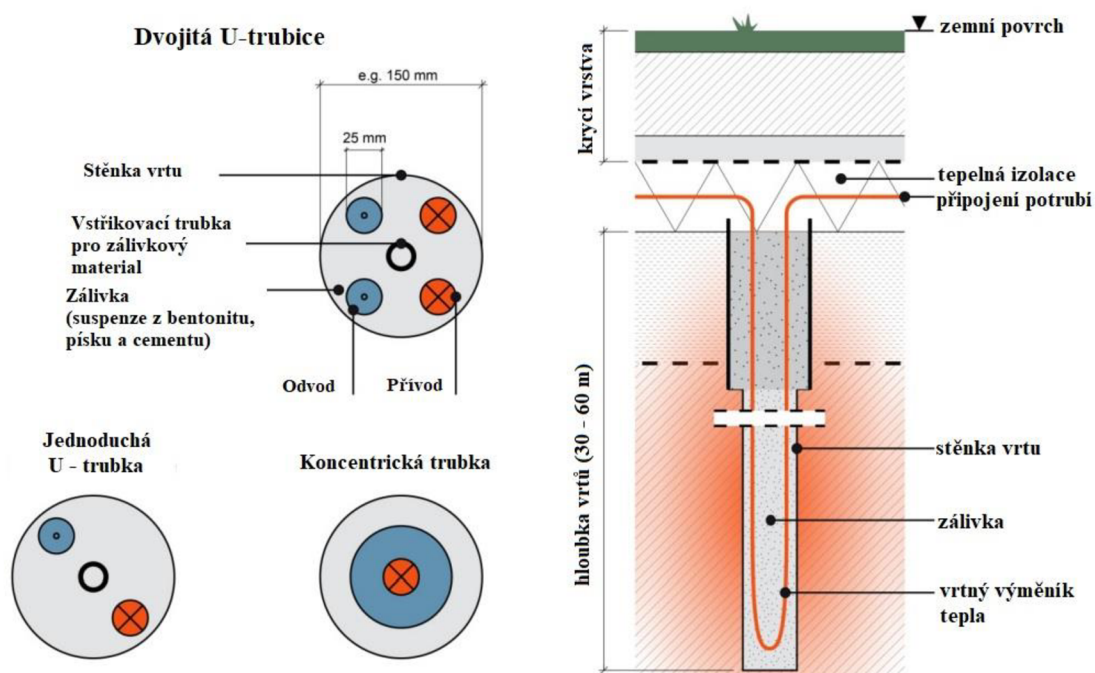 Dvojitá U-trubice
e.g. 150 mm
25 mm
Stěnka vrtu
Vstřikovací trubka
pro zálivkový
material
Zálivka
(suspenze z bentonitu,
písku a cementu)
Odvod
Přívod
Jednoduchá
U - trubka
Koncentrická trubka
zemní povrch
krycí vrstva
tepelná izolace
připojení potrubí
hloubka vrtů (30 - 60 m)
stěnka vrtu
zálivka
vrtný výměník
tepla